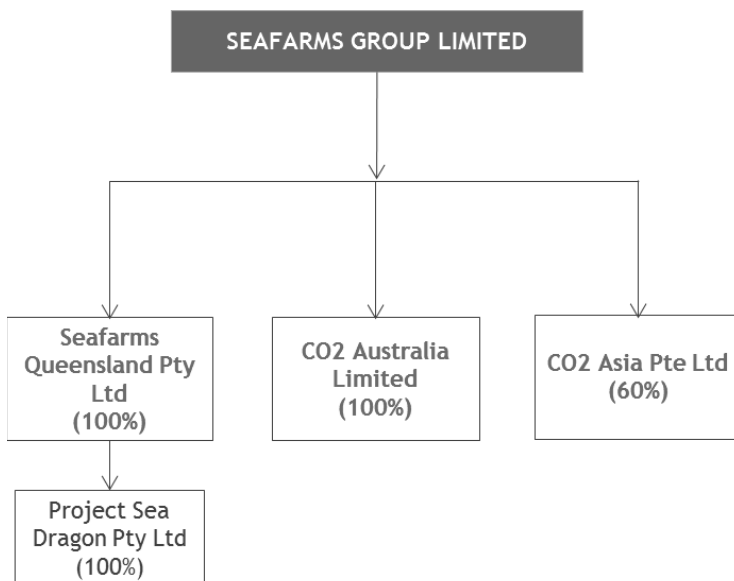 SEAFARMS GROUP LIMITED
Seafarms
Queensland Pty
Ltd
(100%)
CO2 Australia
Limited
(100%)
CO2 Asia Pte Ltd
(60%)
Project Sea
Dragon Pty Ltd
(100%)